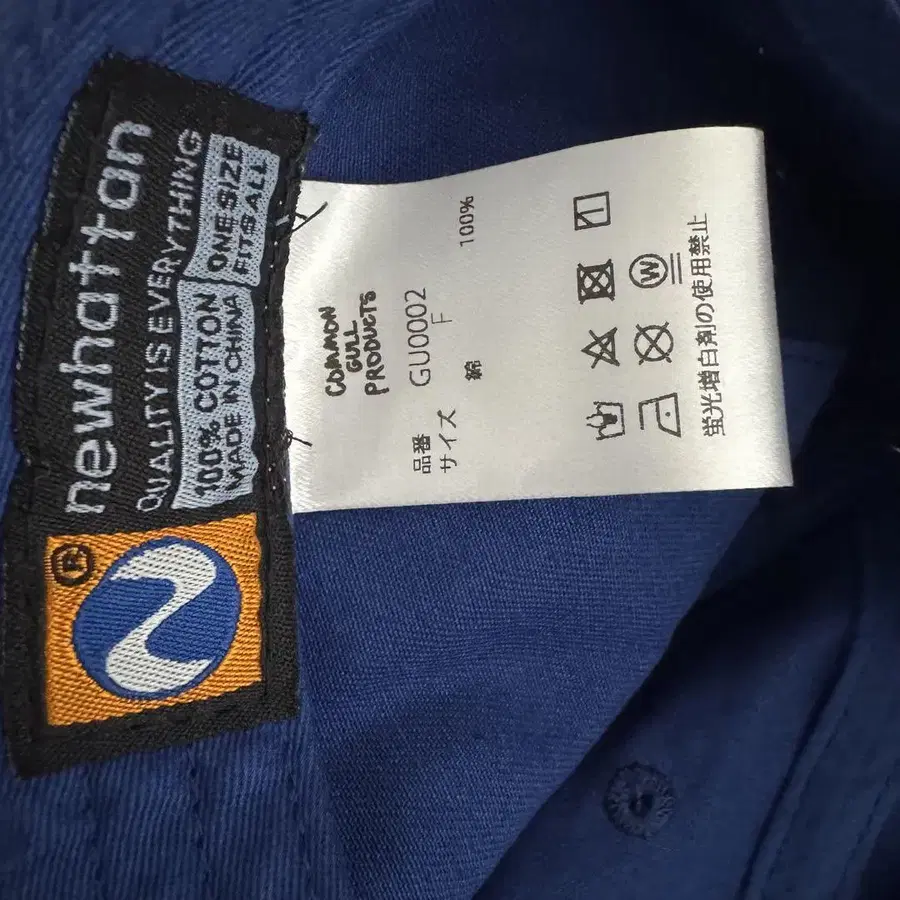 newhattan
®
QUALITY IS EVERYTHING
100% COTTON
MADE IN CHINA
ONE SIZE
FITS ALL
COMMON
GULL
PRODUCTS
品番 GU0002
サイズ F
綿 100%
W
蛍光増白剤の使用禁止